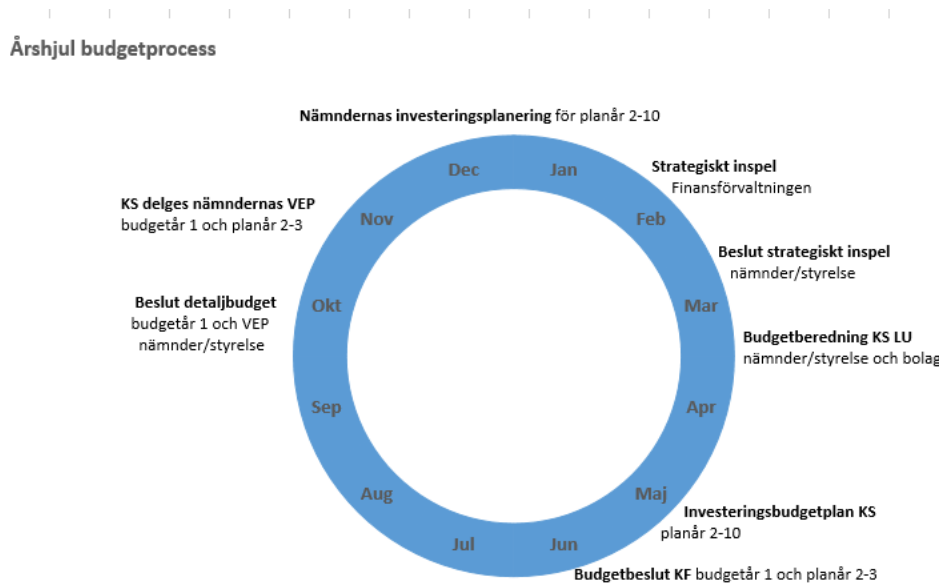 Årshjul budgetprocess
Nämndernas investeringsplanering för planår 2-10
Dec
Jan
Strategiskt inspel
Finansförvaltningen
KS delges nämndernas VEP
budgetår 1 och planår 2-3
Nov
Feb
Beslut strategiskt inspel
nämnder/styrelse
Beslut detaljbudget
budgetår 1 och VEP
nämnder/styrelse
Okt
Mar
Budgetberedning KS LU
nämnder/styrelse och bolag
Sep
Apr
Aug
Maj
Investeringsbudgetplan KS
planår 2-10
Jul
Jun
Budgetbeslut KF budgetår 1 och planår 2-3